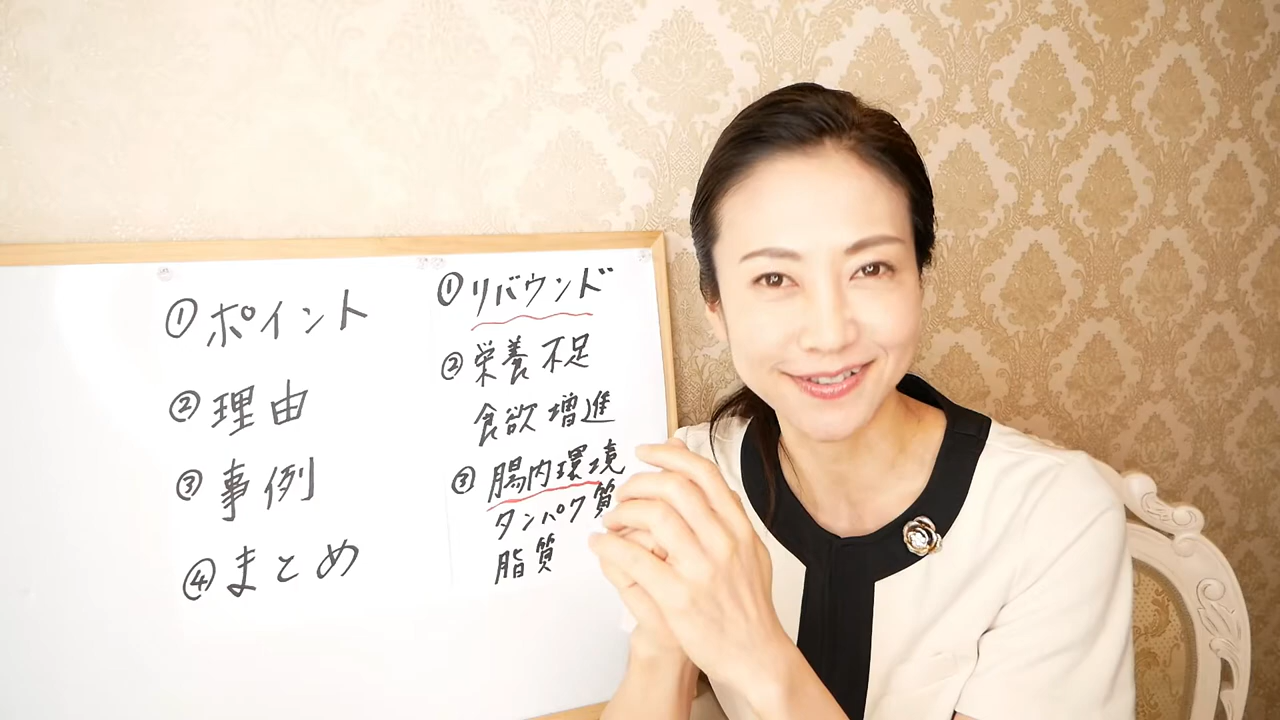 ①ポイント
②理由
③事例
④まとめ
①リバウンド
②栄養不足
食欲増進
③腸内環境
タンパク質
脂質